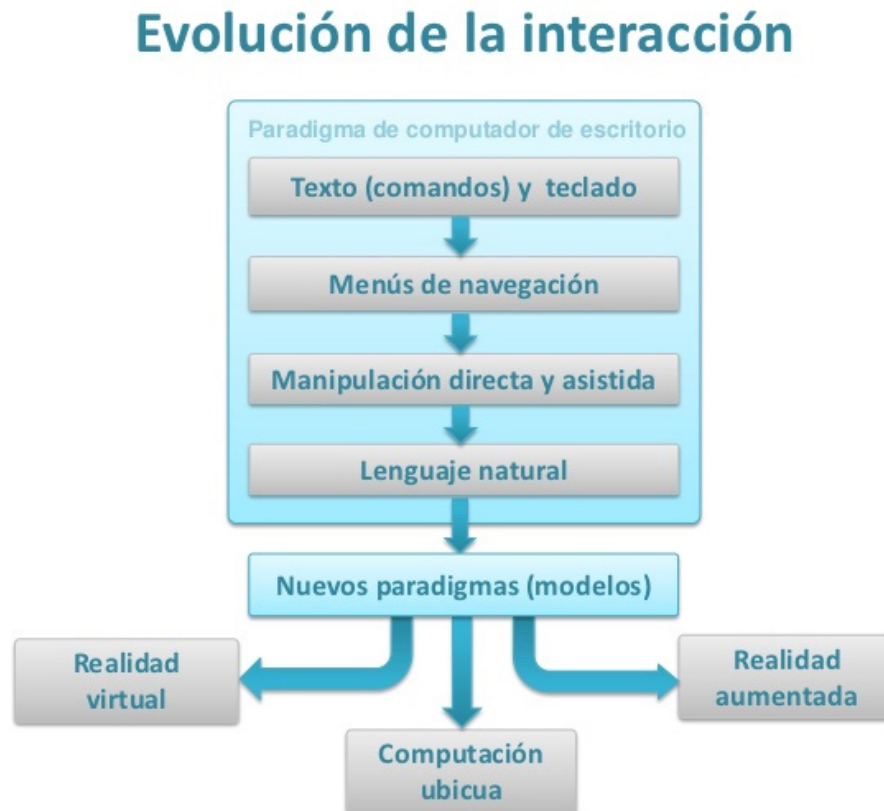 Evolución de la interacción
Paradigma de computador de escritorio
Texto (comandos) y teclado
Menús de navegación
Manipulación directa y asistida
Lenguaje natural
Nuevos paradigmas (modelos)
Realidad
virtual
Realidad
aumentada
Computación
ubicua